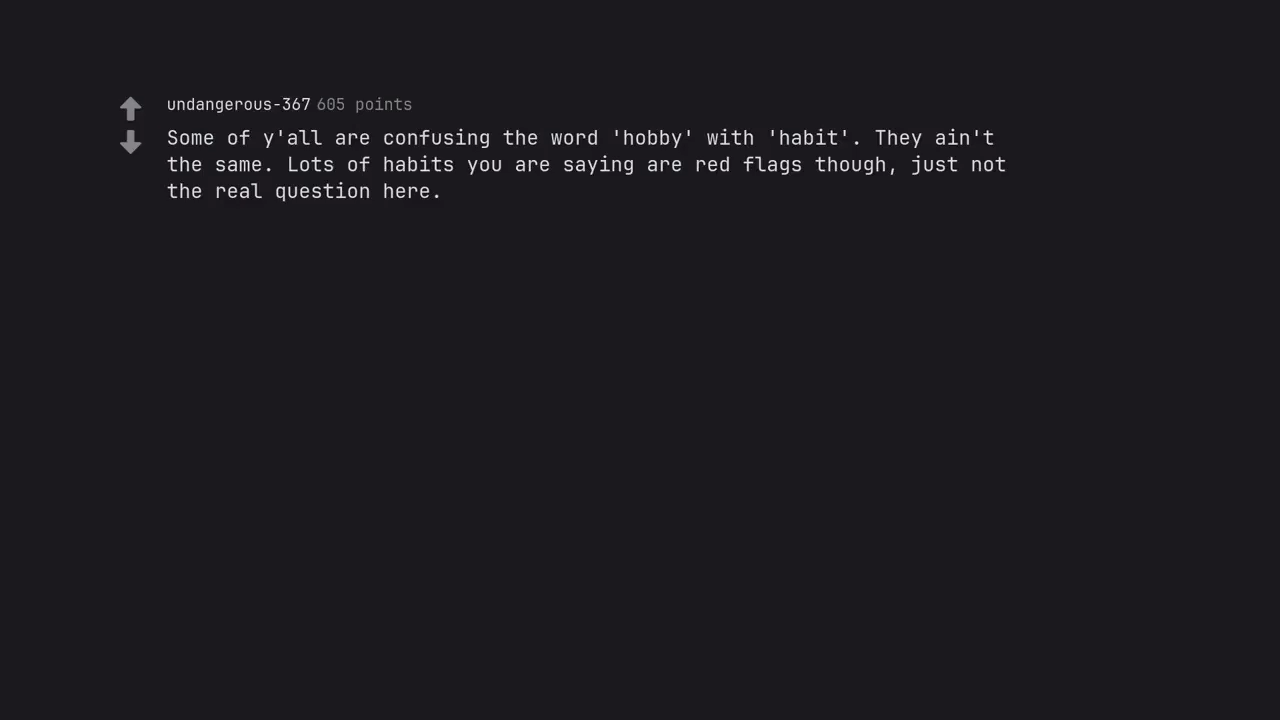 undangerous-367 605 points
Some of y'all are confusing the word 'hobby' with 'habit'. They ain't
the same. Lots of habits you are saying are red flags though, just not
the real question here.